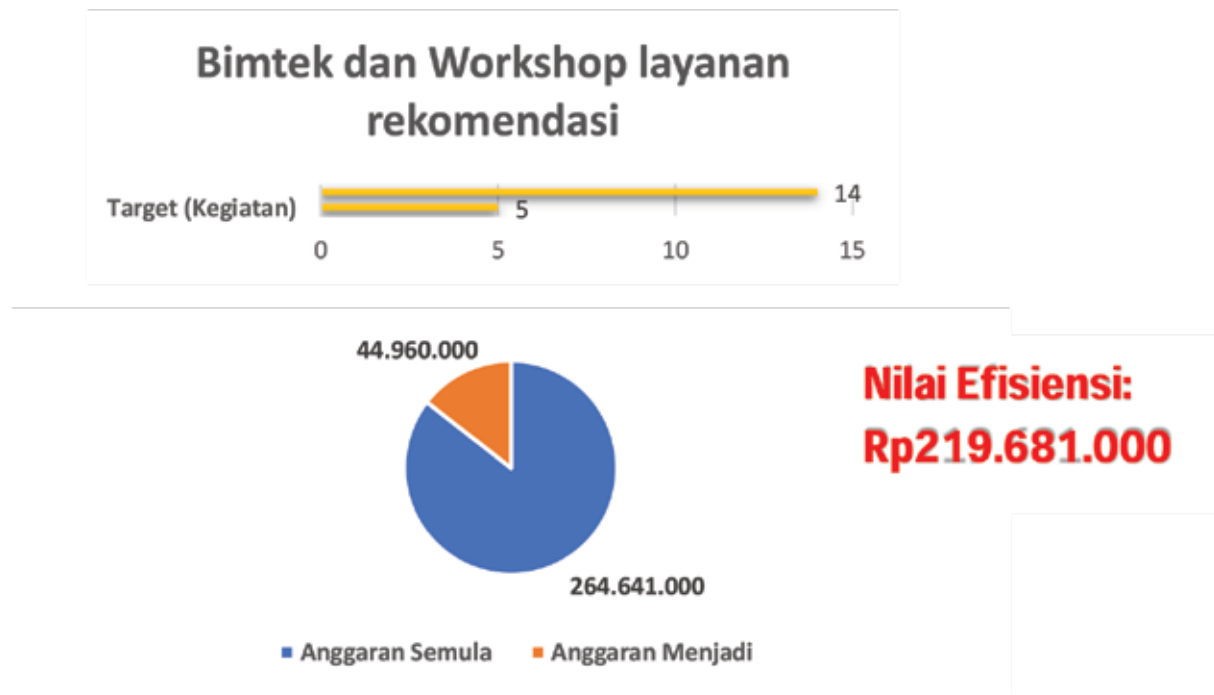 Bimtek dan Workshop layanan
rekomendasi
14
Target (Kegiatan)
5
0 5 10 15
44.960.000
Nilai Efisiensi:
Rp219.681.000
264.641.000
Anggaran Semula Anggaran Menjadi